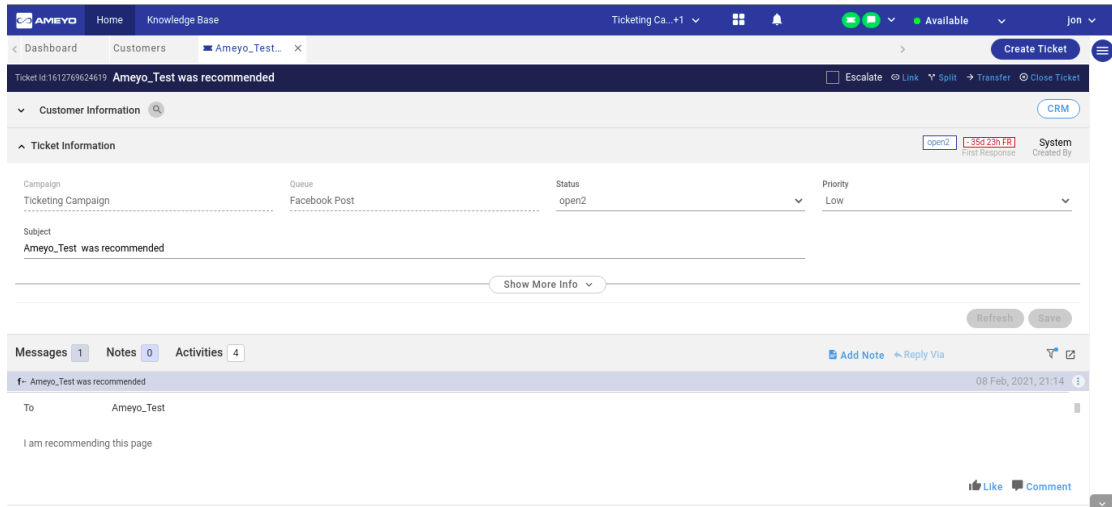 AMEYO Home Knowledge Base Ticketing Ca...+1 Available jon
Dashboard Customers Ameyo_Test... × Create Ticket
Ticket Id:1612769624619 Ameyo_Test was recommended Escalate Link Split Transfer Close Ticket
Customer Information CRM
Ticket Information open2 - 35d 23h FR System
First Response Created By
Campaign Queue Status Priority
Ticketing Campaign Facebook Post open2 Low
Subject
Ameyo_Test was recommended
Show More Info
Refresh Save
Messages 1 Notes 0 Activities 4 Add Note Reply Via
Ameyo_Test was recommended 08 Feb, 2021, 21:14
To Ameyo_Test
I am recommending this page
Like Comment